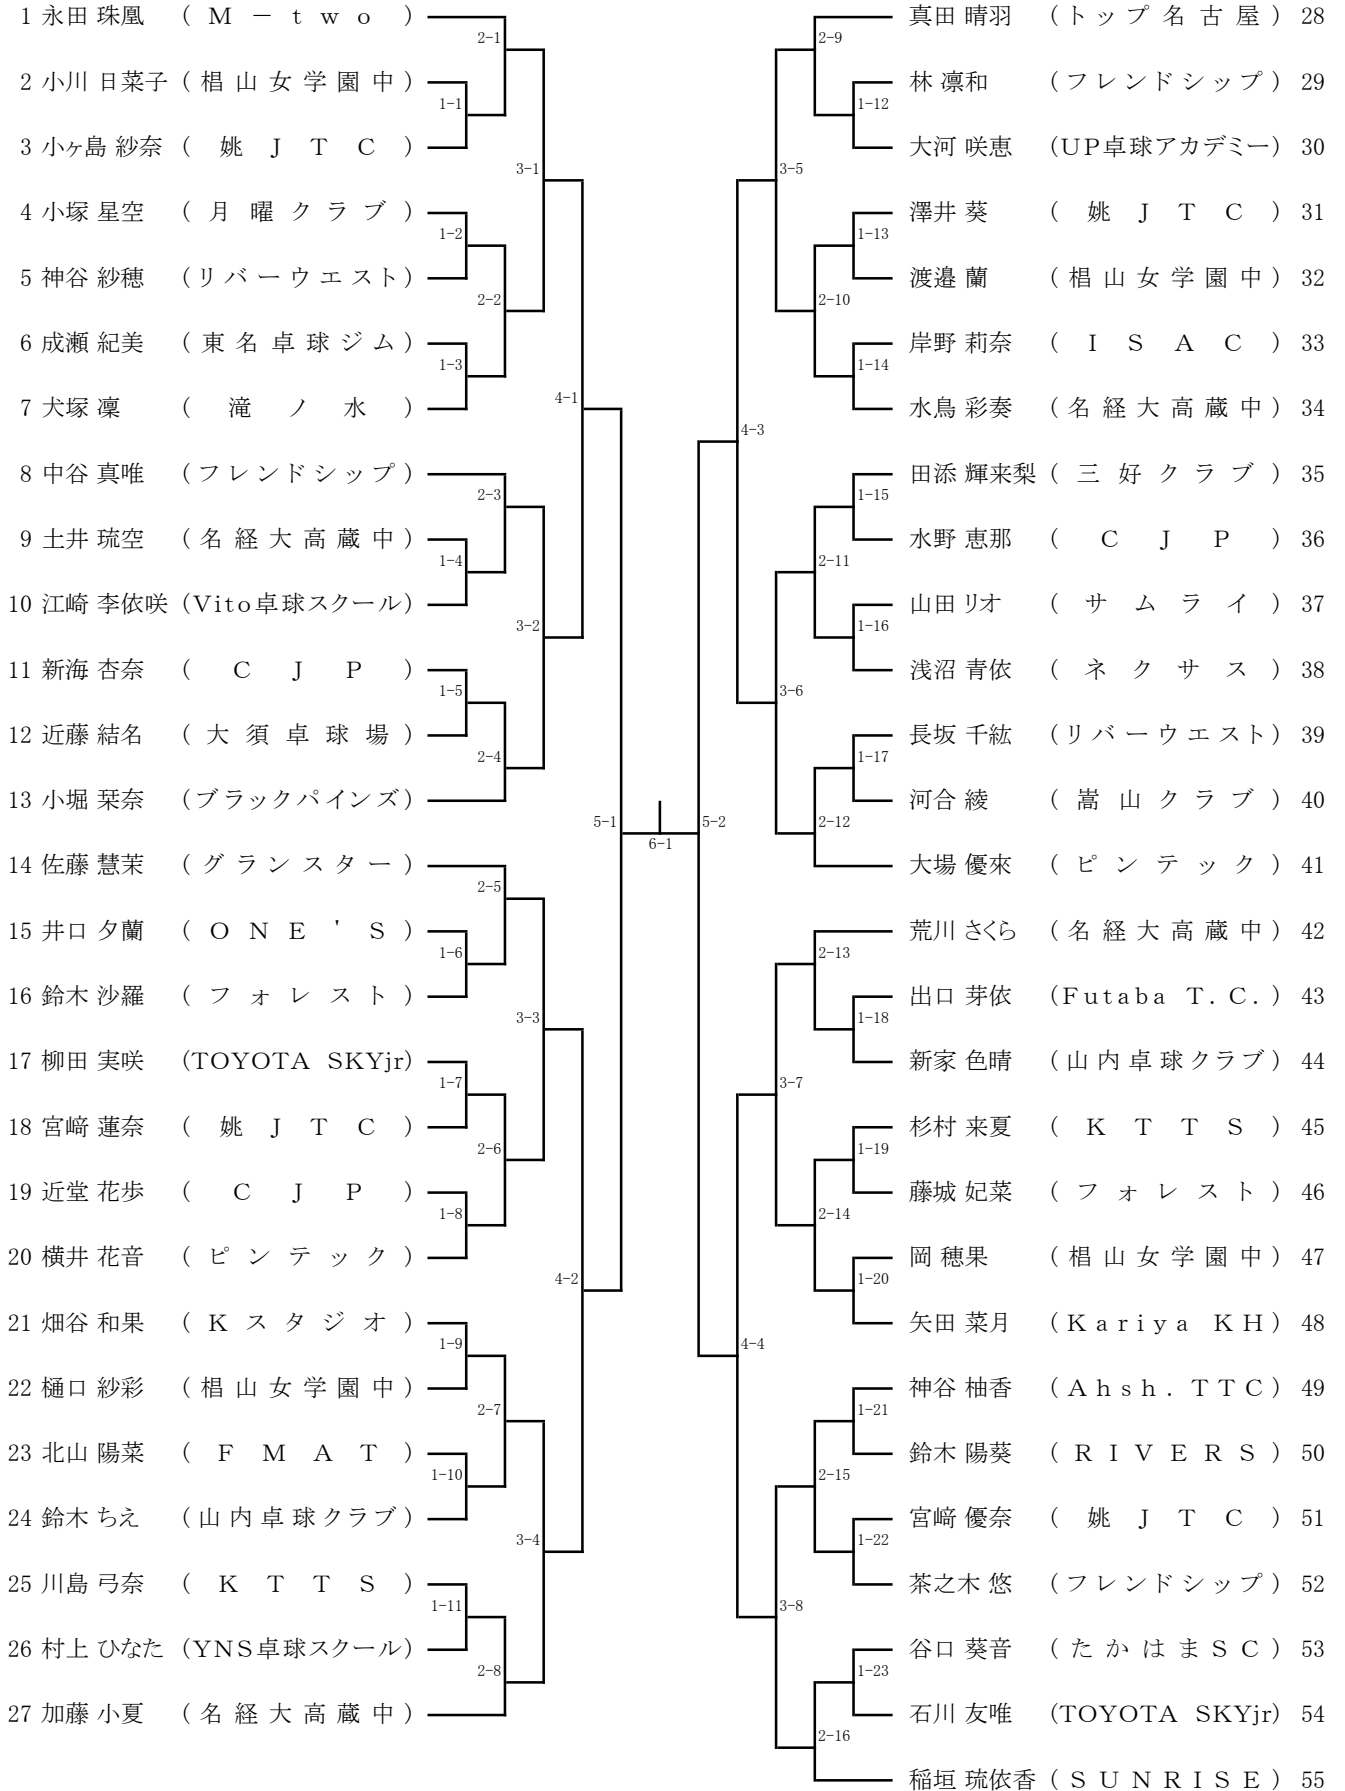 1 永田 珠凰 (M－two)
2-1
2 小川 日菜子 (椙山女学園中)
1-1
3 小ヶ島 紗奈 (姚JTC)
3-1
4 小塚 星空 (月曜クラブ)
1-2
5 神谷 紗穂 (リバーウエスト)
2-2
6 成瀬 紀美 (東名卓球ジム)
1-3
7 犬塚 凜 (滝ノ水)
4-1
8 中谷 真唯 (フレンドシップ)
2-3
9 土井 琉空 (名経大高蔵中)
1-4
10 江崎 李依咲 (Vito卓球スクール)
3-2
11 新海 杏奈 (CJP)
1-5
12 近藤 結名 (大須卓球場)
2-4
13 小堀 栞奈 (ブラックパインズ)
5-1
14 佐藤 慧茉 (グランスター)
2-5
15 井口 夕蘭 (ONE'S)
1-6
16 鈴木 沙羅 (フォレスト)
3-3
17 柳田 実咲 (TOYOTA SKYjr)
1-7
18 宮﨑 蓮奈 (姚JTC)
2-6
19 近堂 花歩 (CJP)
1-8
20 横井 花音 (ピンテック)
4-2
21 畑谷 和果 (Kスタジオ)
1-9
22 樋口 紗彩 (椙山女学園中)
2-7
23 北山 陽菜 (FMAT)
1-10
24 鈴木 ちえ (山内卓球クラブ)
3-4
25 川島 弓奈 (KTTS)
1-11
26 村上 ひなた (YNS卓球スクール)
2-8
27 加藤 小夏 (名経大高蔵中)
6-1
真田 晴羽 (トップ名古屋) 28
2-9
林 凛和 (フレンドシップ) 29
1-12
大河 咲恵 (UP卓球アカデミー) 30
3-5
澤井 葵 (姚JTC) 31
1-13
渡邉 蘭 (椙山女学園中) 32
2-10
岸野 莉奈 (ISAC) 33
1-14
水鳥 彩奏 (名経大高蔵中) 34
4-3
田添 輝来梨 (三好クラブ) 35
1-15
水野 恵那 (CJP) 36
2-11
山田 リオ (サムライ) 37
1-16
浅沼 青依 (ネクサス) 38
3-6
長坂 千紘 (リバーウエスト) 39
1-17
河合 綾 (嵩山クラブ) 40
5-2
2-12
大場 優來 (ピンテック) 41
荒川 さくら (名経大高蔵中) 42
2-13
出口 芽依 (Futaba T.C.) 43
1-18
新家 色晴 (山内卓球クラブ) 44
3-7
杉村 来夏 (KTTS) 45
1-19
藤城 妃菜 (フォレスト) 46
2-14
岡 穂果 (椙山女学園中) 47
1-20
矢田 菜月 (Kariya KH) 48
4-4
神谷 柚香 (Ahsh.TTC) 49
1-21
鈴木 陽葵 (RIVERS) 50
2-15
宮﨑 優奈 (姚JTC) 51
1-22
茶之木 悠 (フレンドシップ) 52
3-8
谷口 葵音 (たかはまSC) 53
1-23
石川 友唯 (TOYOTA SKYjr) 54
2-16
稲垣 琉依香 (SUNRISE) 55